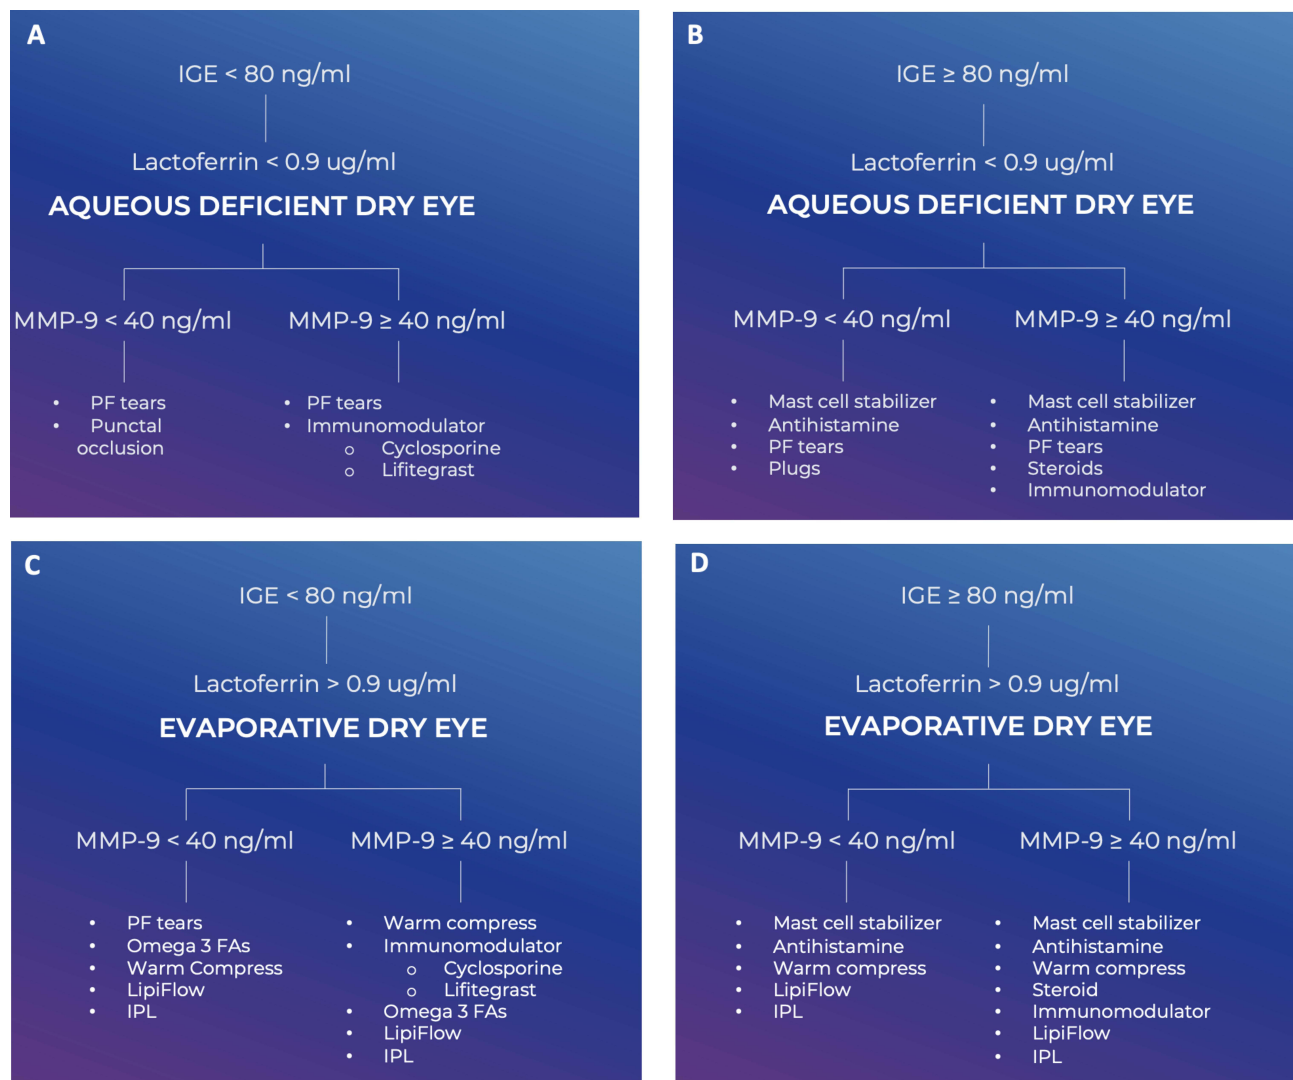 A
IGE < 80 ng/ml
Lactoferrin < 0.9 ug/ml
AQUEOUS DEFICIENT DRY EYE
MMP-9 < 40 ng/ml
MMP-9 ≥ 40 ng/ml
• PF tears
• Punctal
occlusion
• PF tears
• Immunomodulator
o Cyclosporine
o Lifitegrast
B
IGE ≥ 80 ng/ml
Lactoferrin < 0.9 ug/ml
AQUEOUS DEFICIENT DRY EYE
MMP-9 < 40 ng/ml
MMP-9 ≥ 40 ng/ml
• Mast cell stabilizer
• Antihistamine
• PF tears
• Plugs
• Mast cell stabilizer
• Antihistamine
• PF tears
• Steroids
• Immunomodulator
C
IGE < 80 ng/ml
Lactoferrin > 0.9 ug/ml
EVAPORATIVE DRY EYE
MMP-9 < 40 ng/ml
MMP-9 ≥ 40 ng/ml
• PF tears
• Omega 3 FAs
• Warm Compress
• LipiFlow
• IPL
• Warm compress
• Immunomodulator
o Cyclosporine
o Lifitegrast
• Omega 3 FAs
• LipiFlow
• IPL
D
IGE ≥ 80 ng/ml
Lactoferrin > 0.9 ug/ml
EVAPORATIVE DRY EYE
MMP-9 < 40 ng/ml
MMP-9 ≥ 40 ng/ml
• Mast cell stabilizer
• Antihistamine
• Warm compress
• LipiFlow
• IPL
• Mast cell stabilizer
• Antihistamine
• Warm compress
• Steroid
• Immunomodulator
• LipiFlow
• IPL